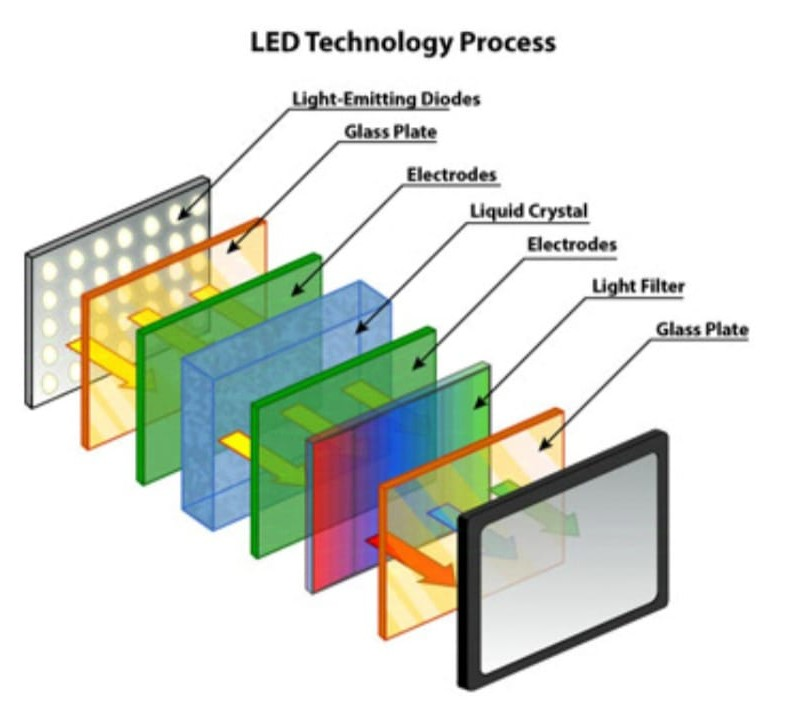 LED Technology Process
Light-Emitting Diodes
Glass Plate
Electrodes
Liquid Crystal
Electrodes
Light Filter
Glass Plate